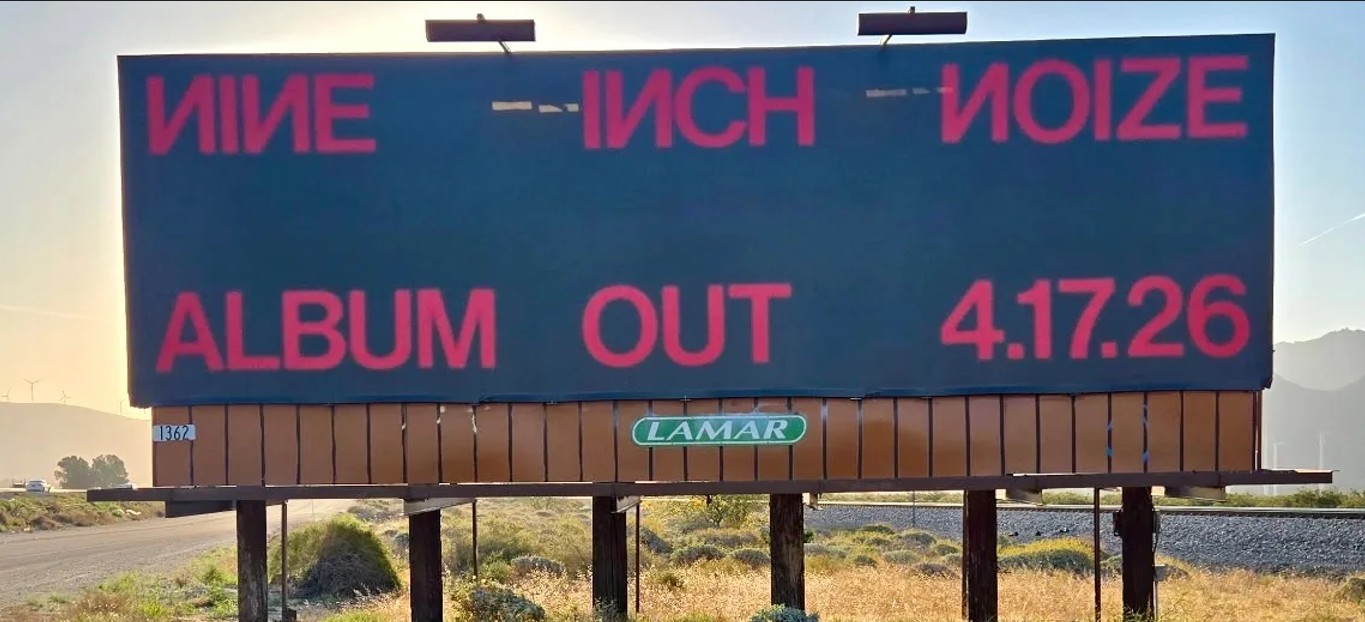 ИIИE IИCH ИOIZE
ALBUM OUT 4.17.26
1362
LAMAR